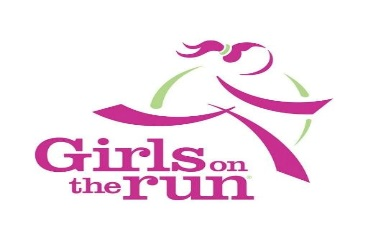 Girls on
the run